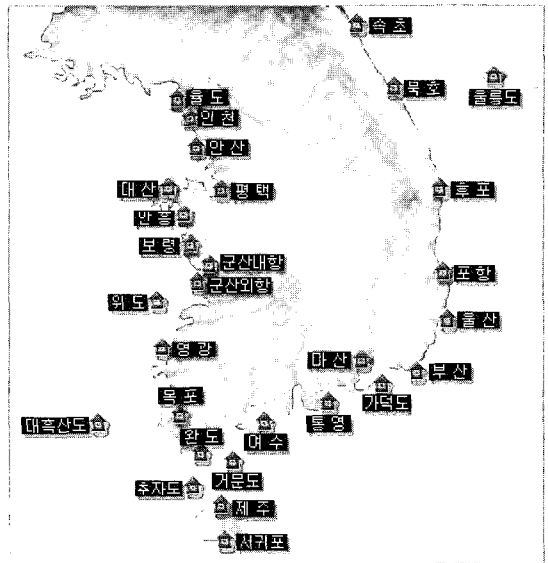 속초
묵호
울릉도
율도
인천
안산
대산
평택
후포
안흥
보령
군산내항
포항
군산외항
위도
울산
영광
마산
부산
목포
가덕도
대흑산도
여수
통영
완도
거문도
추자도
제주
서귀포